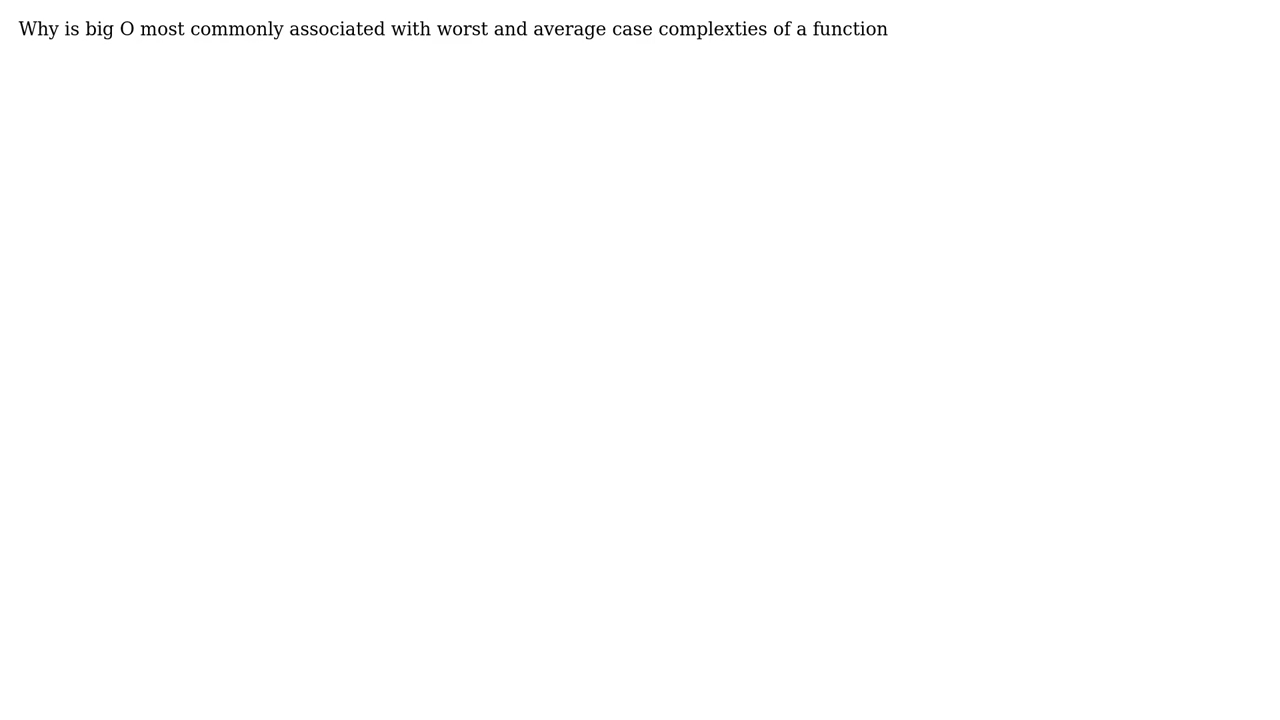 Why is big O most commonly associated with worst and average case complexties of a function